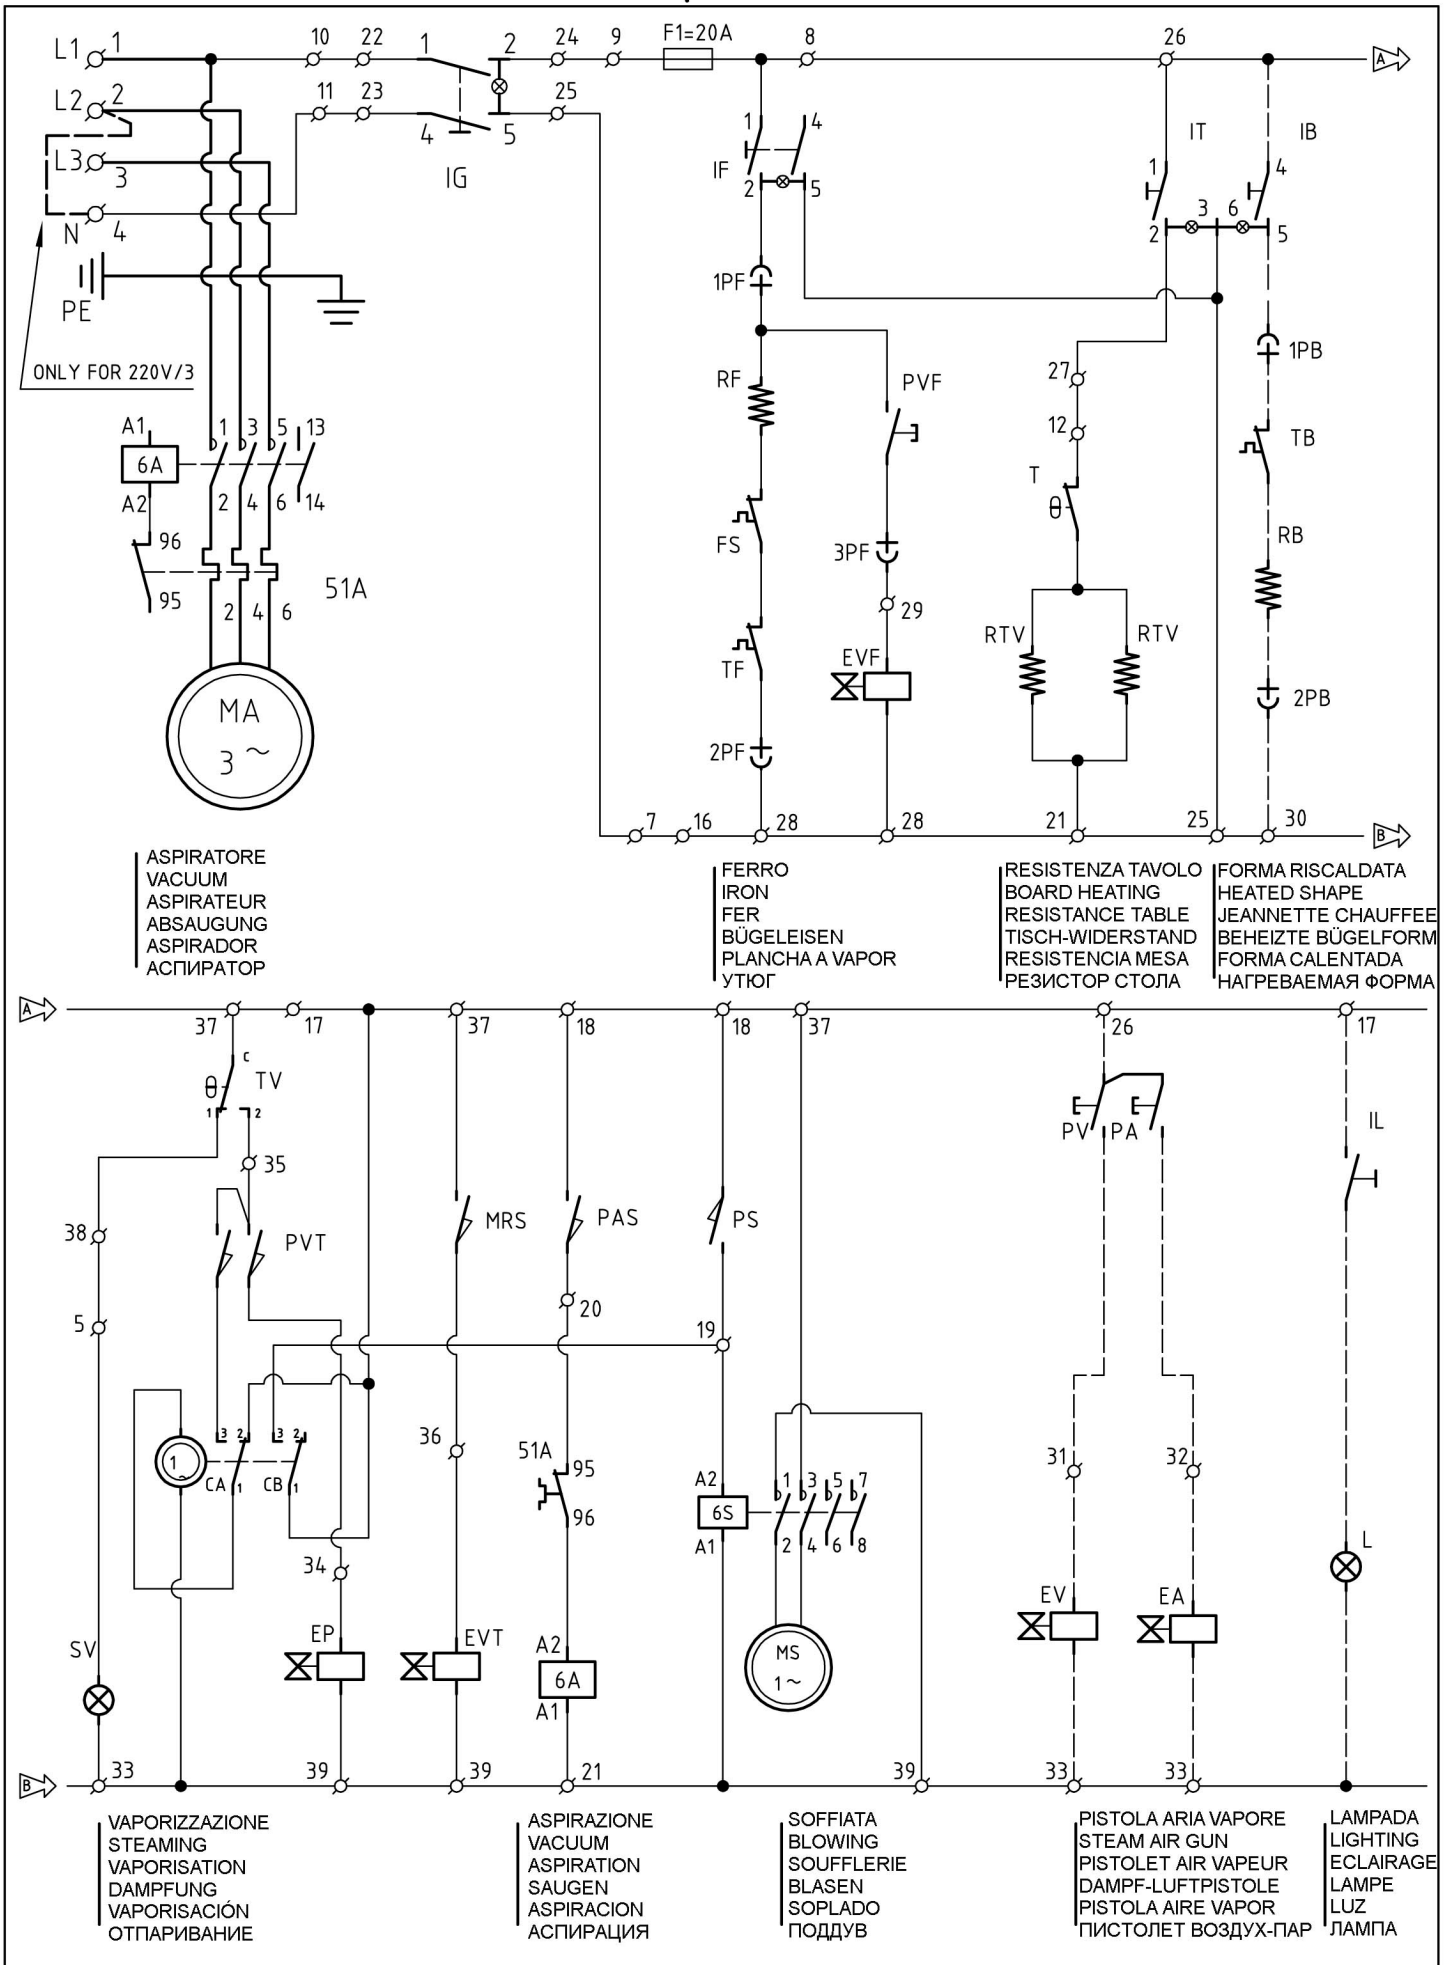 L1 1 10 22 1 2 24 9 F1=20A 8 26 A
L2 2 11 23 4 5 25
L3 3
N 4
IG
PE
ONLY FOR 220V/3
1 4
IF
2 5
IT IB
1 4
3 6
2 5
1PF
RF PVF
27
12
T
1PB
TB
RB
A1
6A
A2
1 3 5 13
2 4 6 14
96
95
2 4 6
51A
FS
3PF
29
TF
EVF
RTV RTV
2PF
2PB
MA
3 ~
7 16 28 28 21 25 30 B
ASPIRATORE
VACUUM
ASPIRATEUR
ABSAUGUNG
ASPIRADOR
АСПИРАТОР
FERRO
IRON
FER
BÜGELEISEN
PLANCHA A VAPOR
УТЮГ
RESISTENZA TAVOLO
BOARD HEATING
RESISTANCE TABLE
TISCH-WIDERSTAND
RESISTENCIA MESA
РЕЗИСТОР СТОЛА
FORMA RISCALDATA
HEATED SHAPE
JEANNETTE CHAUFFEE
BEHEIZTE BÜGELFORM
FORMA CALENTADA
НАГРЕВАЕМАЯ ФОРМА
A 37 17 37 18 18 37 26 17
c
TV
1 2
35
38
PVT
MRS PAS PS
PV PA
IL
5
20
19
3 2 3 2
1 ~
CA 1 CB 1
36
51A
95
96
A2
6S
A1
1 3 5 7
2 4 6 8
31 32
34
L
SV
EP
EVT
A2
6A
A1
MS
1 ~
EV EA
B 33 39 39 21 39 33 33
VAPORIZZAZIONE
STEAMING
VAPORISATION
DAMPFUNG
VAPORISACIÓN
ОТПАРИВАНИЕ
ASPIRAZIONE
VACUUM
ASPIRATION
SAUGEN
ASPIRACION
АСПИРАЦИЯ
SOFFIATA
BLOWING
SOUFFLERIE
BLASEN
SOPLADO
ПОДДУВ
PISTOLA ARIA VAPORE
STEAM AIR GUN
PISTOLET AIR VAPEUR
DAMPF-LUFTPISTOLE
PISTOLA AIRE VAPOR
ПИСТОЛЕТ ВОЗДУХ-ПАР
LAMPADA
LIGHTING
ECLAIRAGE
LAMPE
LUZ
ЛАМПА